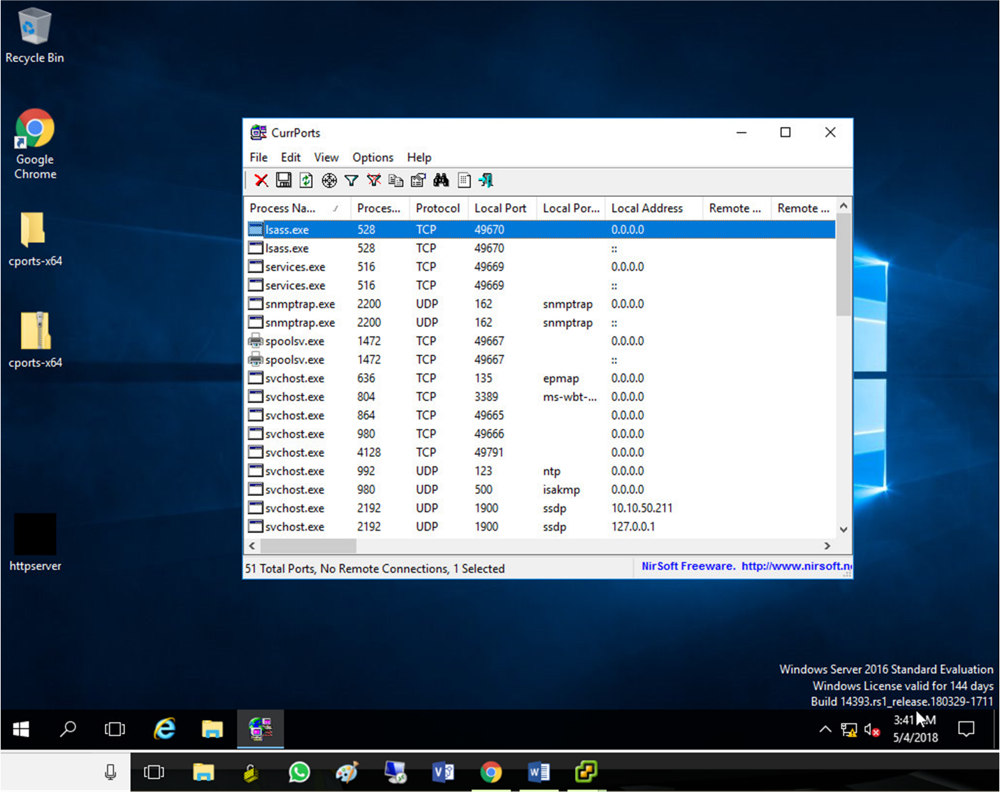 Recycle Bin
Google
Chrome
cports-x64
cports-x64
httpserver
CurrPorts
File Edit View Options Help
Process Na... Proces... Protocol Local Port Local Por... Local Address Remote ... Remote ...
lsass.exe 528 TCP 49670 0.0.0.0
lsass.exe 528 TCP 49670 ::
services.exe 516 TCP 49669 0.0.0.0
services.exe 516 TCP 49669 ::
snmptrap.exe 2200 UDP 162 snmptrap 0.0.0.0
snmptrap.exe 2200 UDP 162 snmptrap ::
spoolsv.exe 1472 TCP 49667 0.0.0.0
spoolsv.exe 1472 TCP 49667 ::
svchost.exe 636 TCP 135 epmap 0.0.0.0
svchost.exe 804 TCP 3389 ms-wbt-... 0.0.0.0
svchost.exe 864 TCP 49665 0.0.0.0
svchost.exe 980 TCP 49666 0.0.0.0
svchost.exe 4128 TCP 49791 0.0.0.0
svchost.exe 992 UDP 123 ntp 0.0.0.0
svchost.exe 980 UDP 500 isakmp 0.0.0.0
svchost.exe 2192 UDP 1900 ssdp 10.10.50.211
svchost.exe 2192 UDP 1900 ssdp 127.0.0.1
51 Total Ports, No Remote Connections, 1 Selected
NirSoft Freeware. http://www.nirsoft.n
Windows Server 2016 Standard Evaluation
Windows License valid for 144 days
Build 14393.rs1_release.180329-1711
3:41
5/4/2018